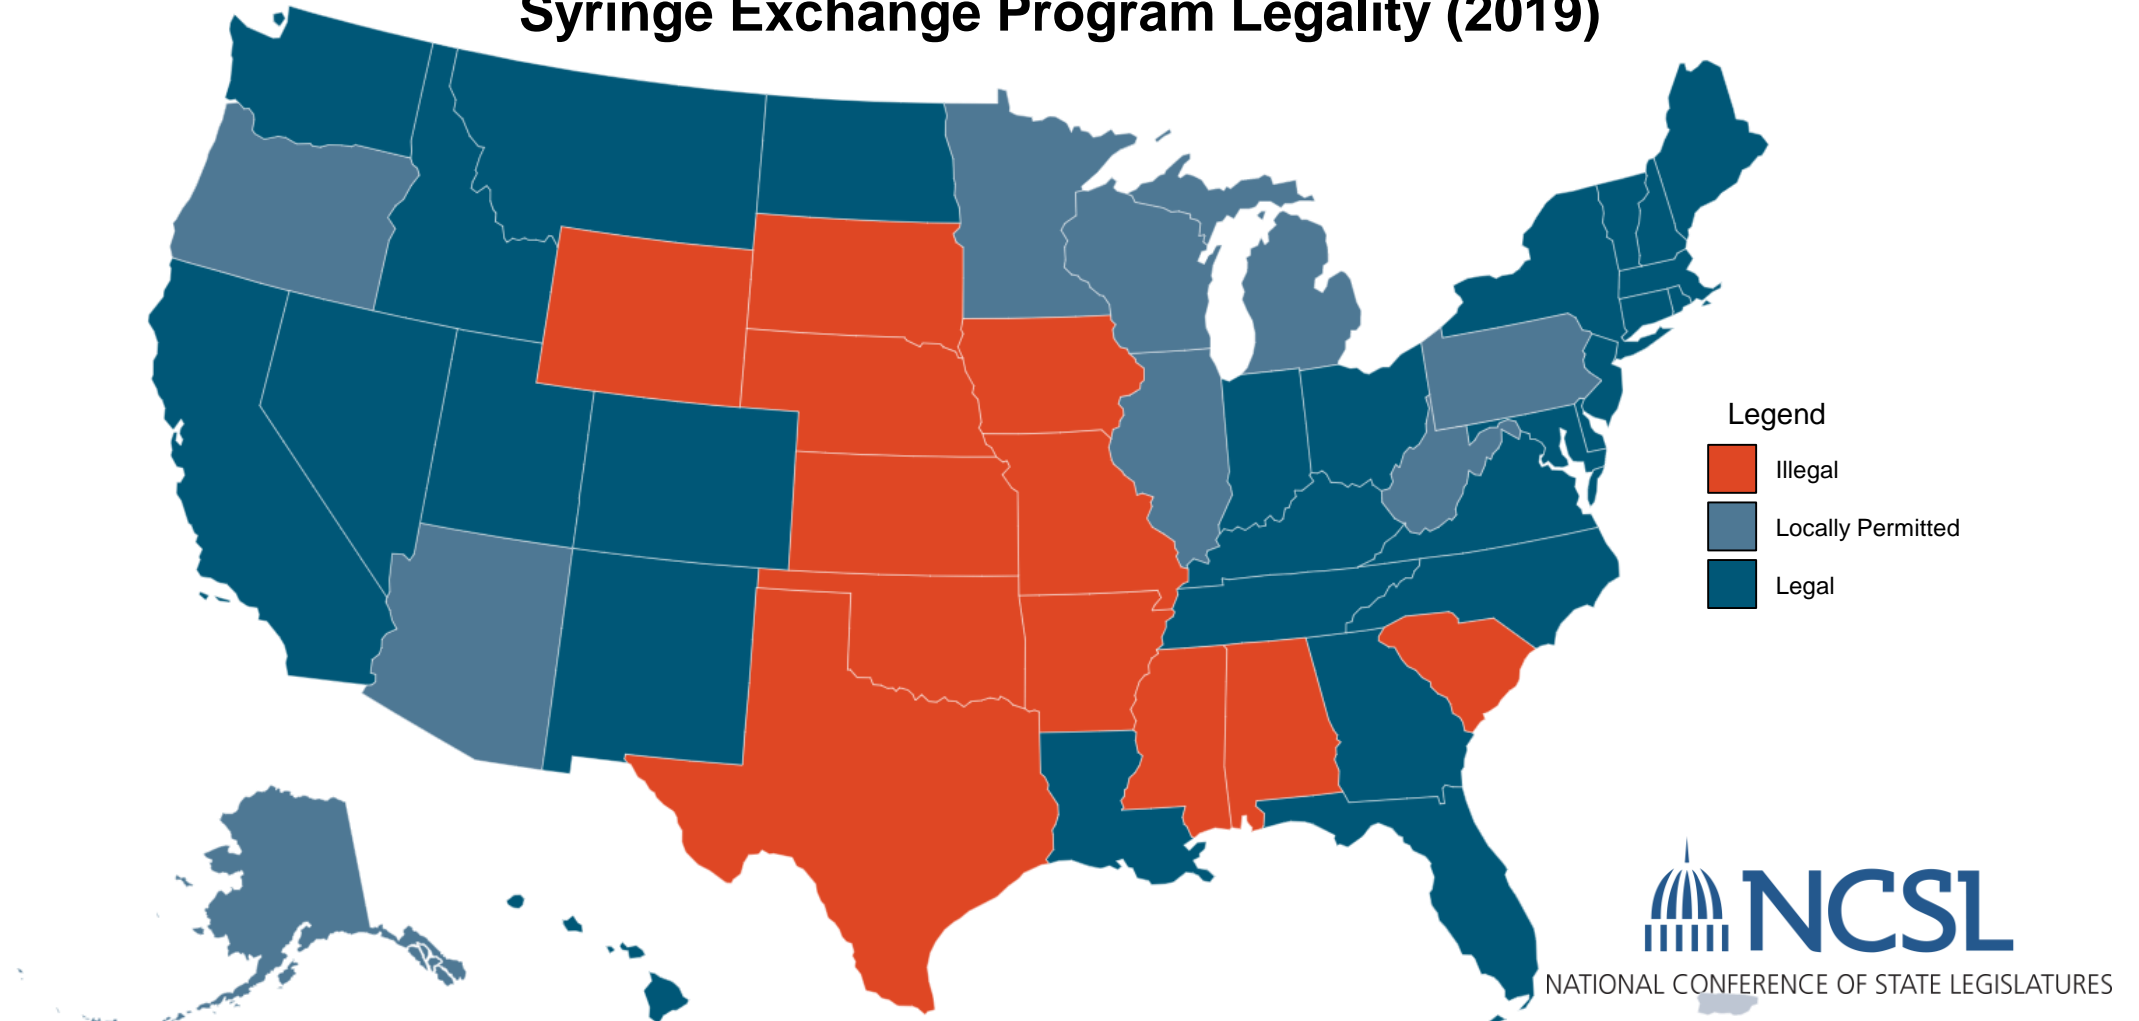 Syringe Exchange Program Legality (2019)
Legend
Illegal
Locally Permitted
Legal
NCSL
NATIONAL CONFERENCE OF STATE LEGISLATURES